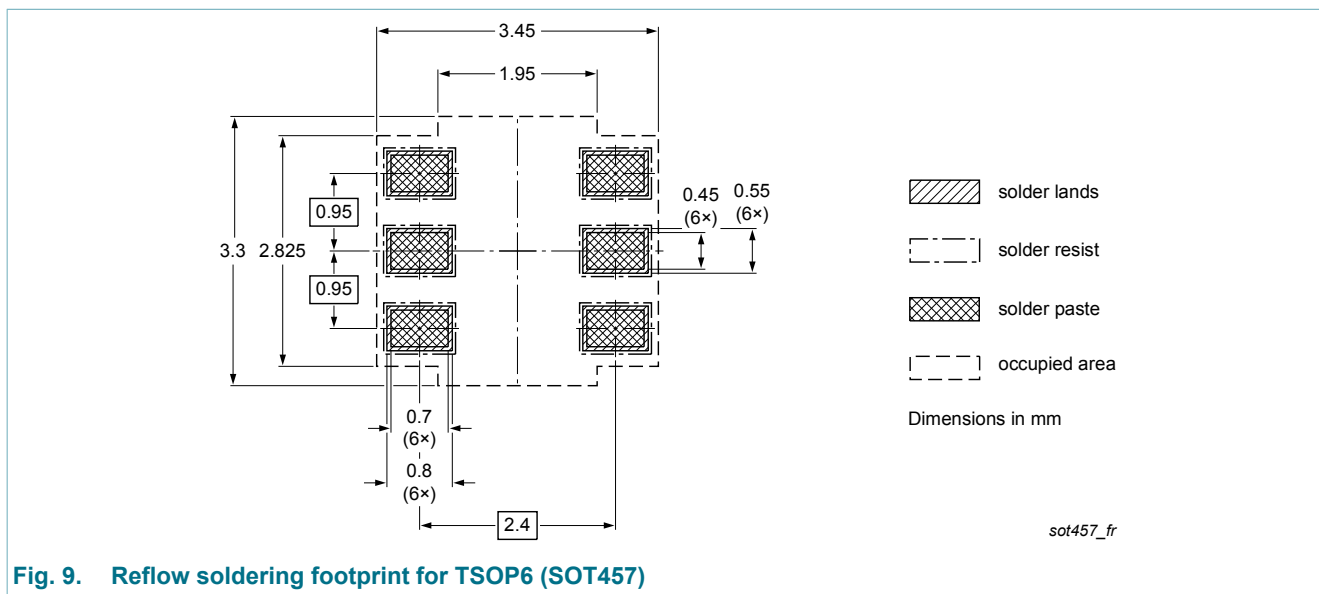 3.45
1.95
0.95
3.3 2.825
0.95
0.45
(6×)
0.55
(6×)
0.7
(6×)
0.8
(6×)
2.4
solder lands
solder resist
solder paste
occupied area
Dimensions in mm
sot457_fr
Fig. 9. Reflow soldering footprint for TSOP6 (SOT457)